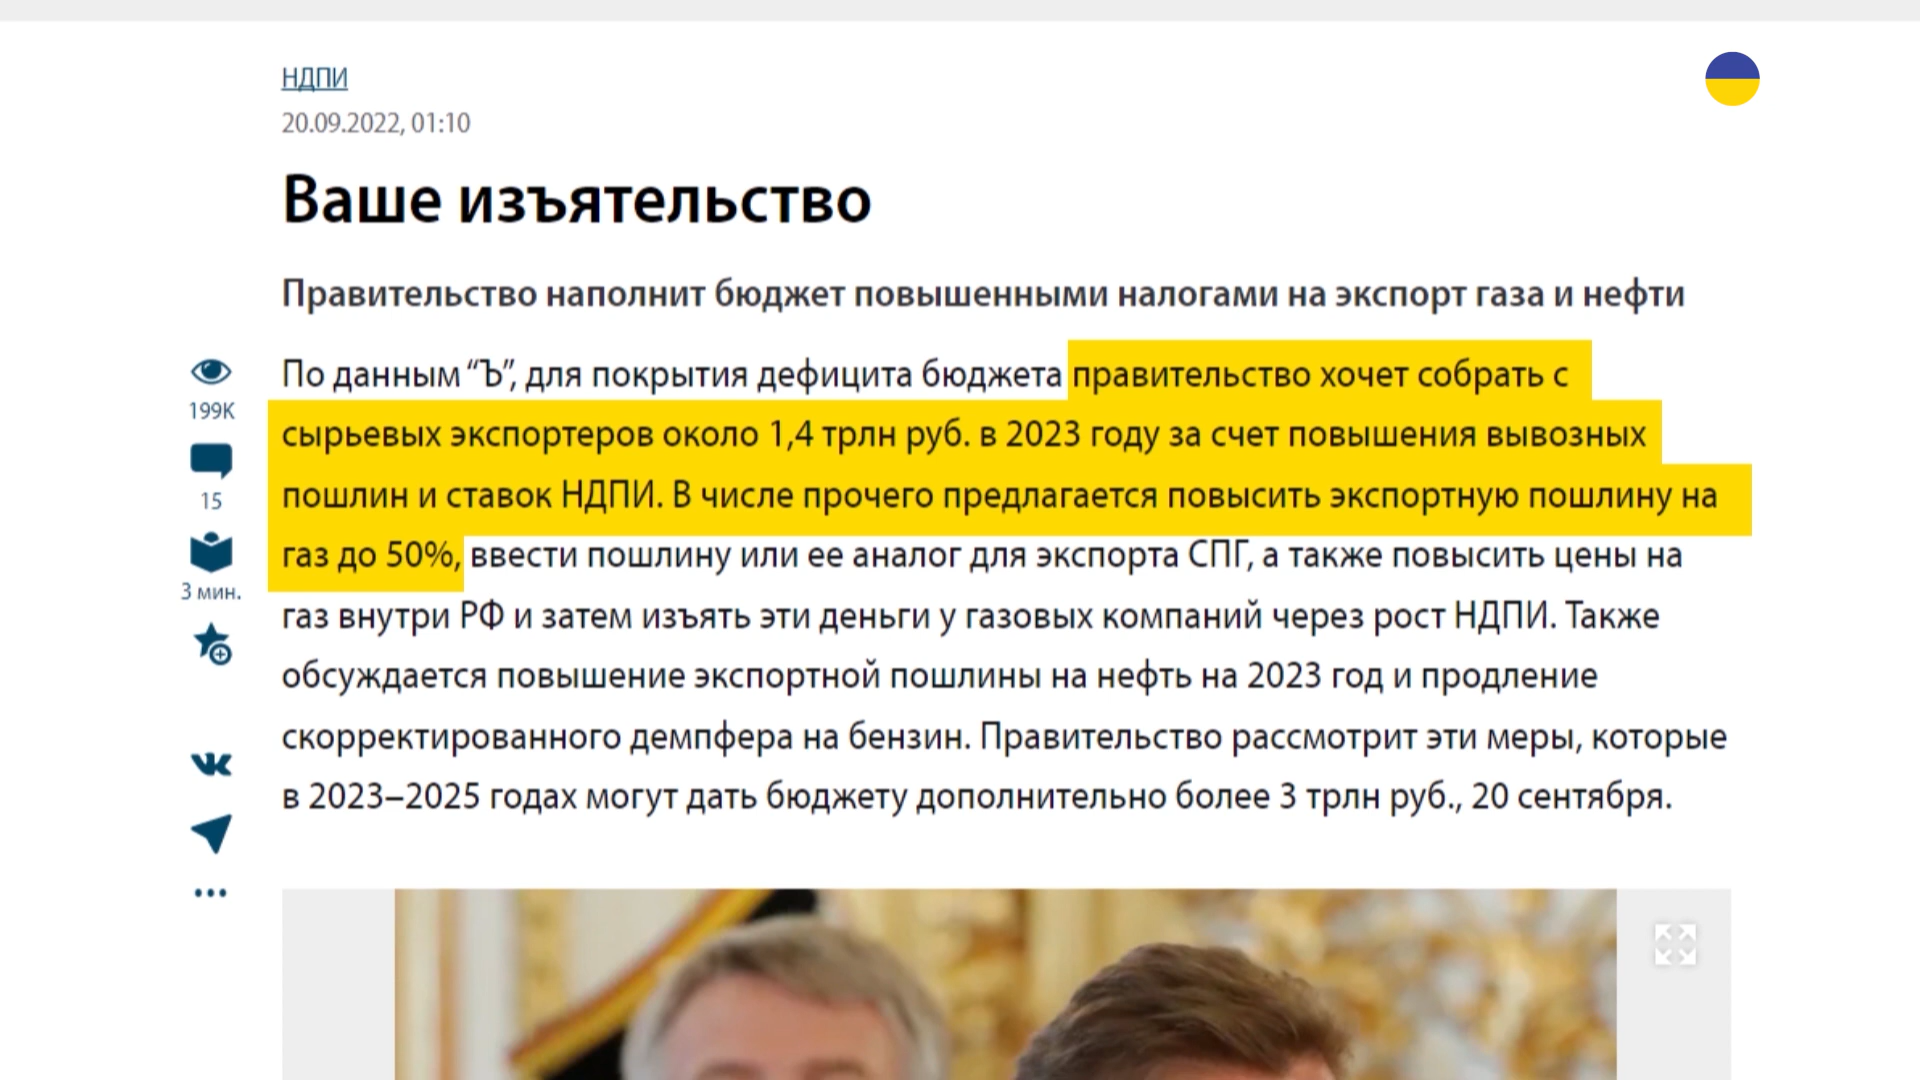 НДПИ
20.09.2022, 01:10
Ваше изъятельство
Правительство наполнит бюджет повышенными налогами на экспорт газа и нефти
По данным “Ъ”, для покрытия дефицита бюджета правительство хочет собрать с
сырьевых экспортеров около 1,4 трлн руб. в 2023 году за счет повышения вывозных
пошлин и ставок НДПИ. В числе прочего предлагается повысить экспортную пошлину на
газ до 50%, ввести пошлину или ее аналог для экспорта СПГ, а также повысить цены на
газ внутри РФ и затем изъять эти деньги у газовых компаний через рост НДПИ. Также
обсуждается повышение экспортной пошлины на нефть на 2023 год и продление
скорректированного демпфера на бензин. Правительство рассмотрит эти меры, которые
в 2023–2025 годах могут дать бюджету дополнительно более 3 трлн руб., 20 сентября.
199K
15
3 мин.